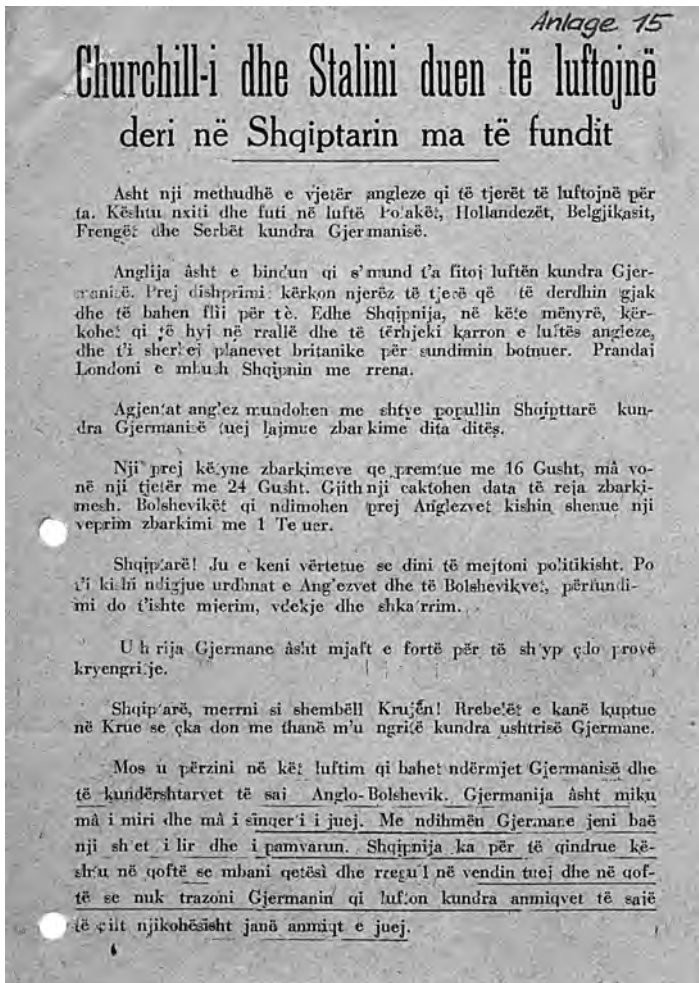 Anlage 15
Churchill-i dhe Stalini duen të luftojnë
deri në Shqiptarin ma të fundit
Asht nji methudhë e vjetër angleze qi të tjerët të luftojnë për
ta. Kështu nxiti dhe futi në luftë Polakët, Hollandezët, Belgjikasit,
Frengët dhe Serbët kundra Gjermanisë.
Anglija âsht e bindun qi s'mund t'a fitoj luftën kundra Gjer-
manisë. Prej dishprimi kërkon njerëz të tjerë që të derdhin gjak
dhe të bahen fli për të. Edhe Shqipnija, në këte mënyrë, kër-
kohet qi të hyi në rrallë dhe të tërhjeki karron e luftës angleze,
dhe t'i sherbej planevet britanike për sundimin botnuer. Prandaj
Londoni e mbush Shqipnin me rrena.
Agjentat anglez mundohen me shtye popullin Shqipttarë kun-
dra Gjermanisë tuej lajmue zbarkime dita ditës.
Nji prej këtyne zbarkimeve qe premtue me 16 Gusht, mâ vo-
në nji tjetër me 24 Gusht. Gjithnji caktohen data të reja zbarki-
mesh. Bolshevikët qi ndimohen prej Anglezvet kishin shenue nji
veprim zbarkimi me 1
Shqiptarë! Ju e keni vërtetue se dini të mejtoni politikisht. Po
t'i kishi ndigjue urdhnat e Anglezvet dhe të Bolshevikvet, përfundi-
mi do t'ishte mjerim, vdekje dhe shkatrrim.
Ushtrija Gjermane âsht mjaft e fortë për të shtyp çdo provë
kryengritje.
Shqiptarë, merrni si shembëll Krujën! Rrebelët e kanë kuptue
në Krue se çka don me thanë m'u ngritë kundra ushtrisë Gjermane.
Mos u përzini në kët luftim qi bahet ndërmjet Gjermanisë dhe
të kundërshtarvet të sai Anglo-Bolshevik. Gjermanija âsht miku
mâ i miri dhe mâ i sinqerti i juej. Me ndihmën Gjermane jeni baë
nji shtet i lir dhe i pamvarun. Shqipnija ka për të qindrue kë-
shtu në qoftë se mbani qetësi dhe rregull në vendin tuej dhe në qof-
të se nuk trazoni Gjermanin qi lufton kundra anmiqvet të sajë
të çilt njikohësisht janë anmiqt e juej.